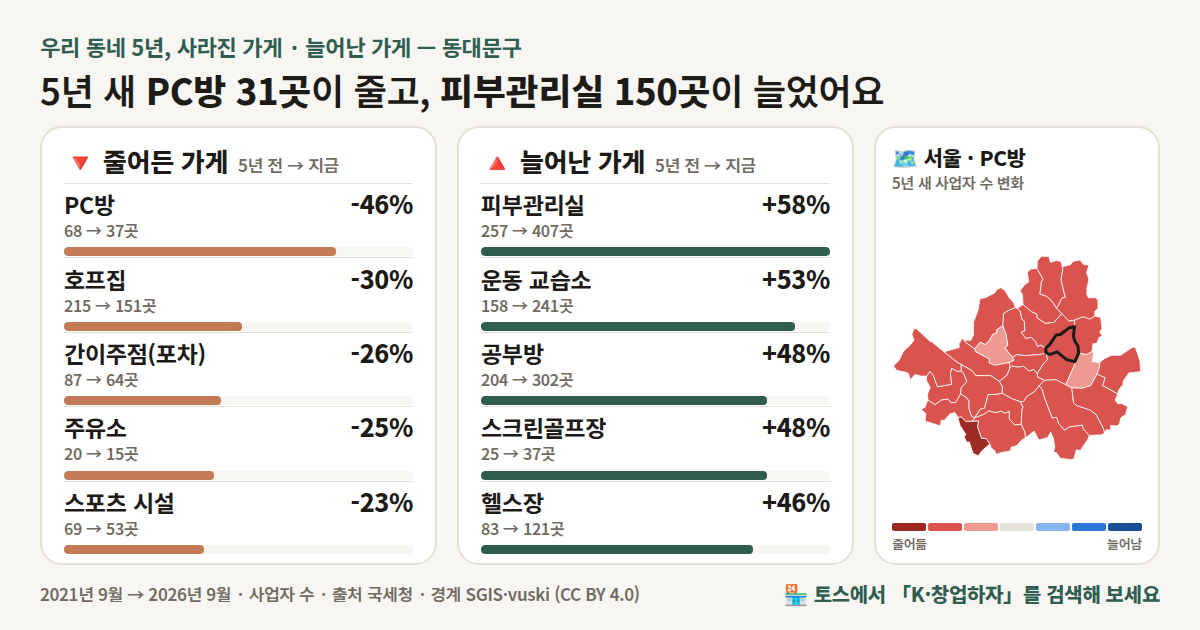 우리 동네 5년, 사라진 가게 · 늘어난 가게 — 동대문구
5년 새 PC방 31곳이 줄고, 피부관리실 150곳이 늘었어요
줄어든 가게 5년 전 → 지금
PC방 -46%
68 → 37곳
호프집 -30%
215 → 151곳
간이주점(포차) -26%
87 → 64곳
주유소 -25%
20 → 15곳
스포츠 시설 -23%
69 → 53곳
늘어난 가게 5년 전 → 지금
피부관리실 +58%
257 → 407곳
운동 교습소 +53%
158 → 241곳
공부방 +48%
204 → 302곳
스크린골프장 +48%
25 → 37곳
헬스장 +46%
83 → 121곳
서울 · PC방
5년 새 사업자 수 변화
줄어듦 늘어남
2021년 9월 → 2026년 9월 · 사업자 수 · 출처 국세청 · 경계 SGIS·vuski (CC BY 4.0)
토스에서 「K·창업하자」를 검색해 보세요